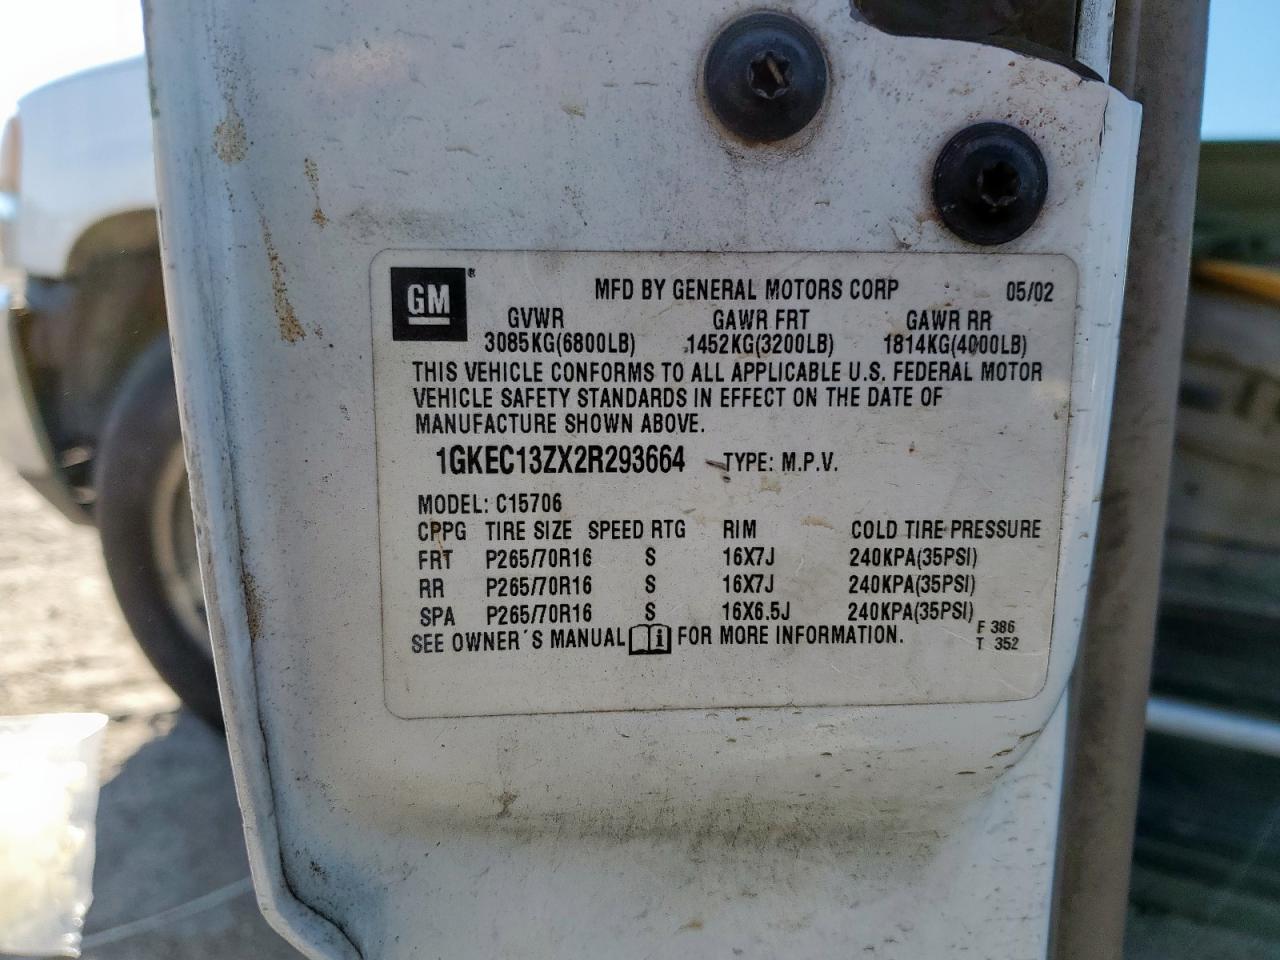 GM ®
MFD BY GENERAL MOTORS CORP 05/02
GVWR GAWR FRT GAWR RR
3085KG(6800LB) 1452KG(3200LB) 1814KG(4000LB)
THIS VEHICLE CONFORMS TO ALL APPLICABLE U.S. FEDERAL MOTOR
VEHICLE SAFETY STANDARDS IN EFFECT ON THE DATE OF
MANUFACTURE SHOWN ABOVE.
1GKEC13ZX2R293664 TYPE: M.P.V.
MODEL: C15706
CPPG TIRE SIZE SPEED RTG RIM COLD TIRE PRESSURE
FRT P265/70R16 S 16X7J 240KPA(35PSI)
RR P265/70R16 S 16X7J 240KPA(35PSI)
SPA P265/70R16 S 16X6.5J 240KPA(35PSI)
SEE OWNER´S MANUAL i FOR MORE INFORMATION.
F 386
T 352